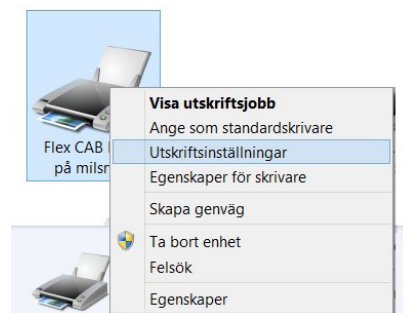 Flex CAB
på milsr
Visa utskriftsjobb
Ange som standardskrivare
Utskriftsinställningar
Egenskaper för skrivare
Skapa genväg
Ta bort enhet
Felsök
Egenskaper